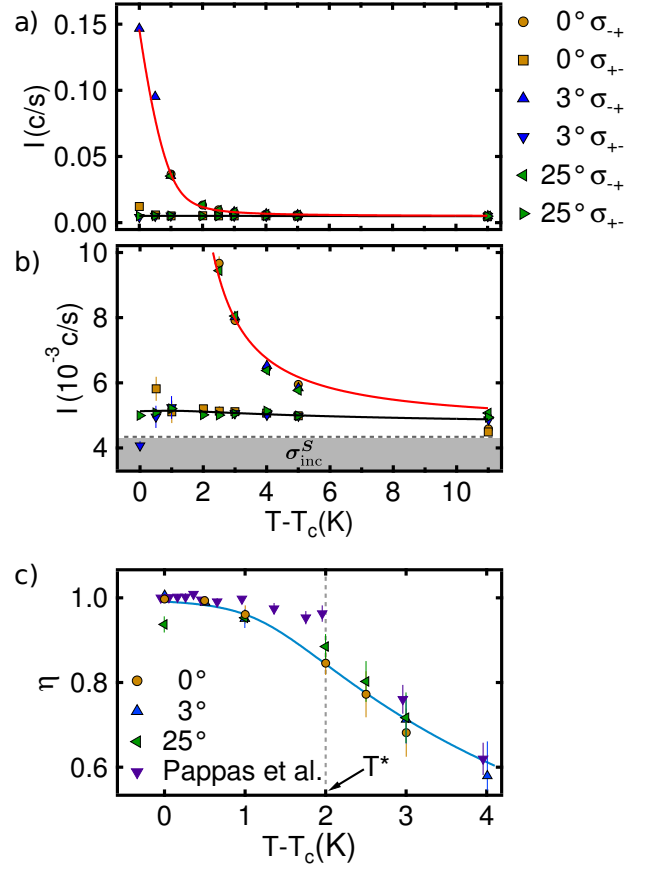 a)
I (c/s)
0.15
0.10
0.05
0.00
0° σ-+
0° σ+-
3° σ-+
3° σ+-
25° σ-+
25° σ+-
b)
I (10⁻³ c/s)
10
8
6
4
σ^S_inc
0 2 4 6 8 10
T-Tc(K)
c)
η
1.0
0.8
0.6
0°
3°
25°
Pappas et al.
T*
0 1 2 3 4
T-Tc(K)